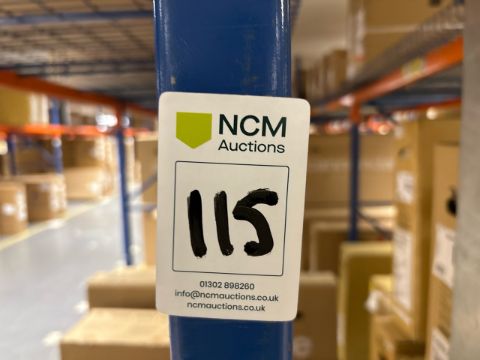 NCM
Auctions
115
01302 898260
info@ncmauctions.co.uk
ncmauctions.co.uk